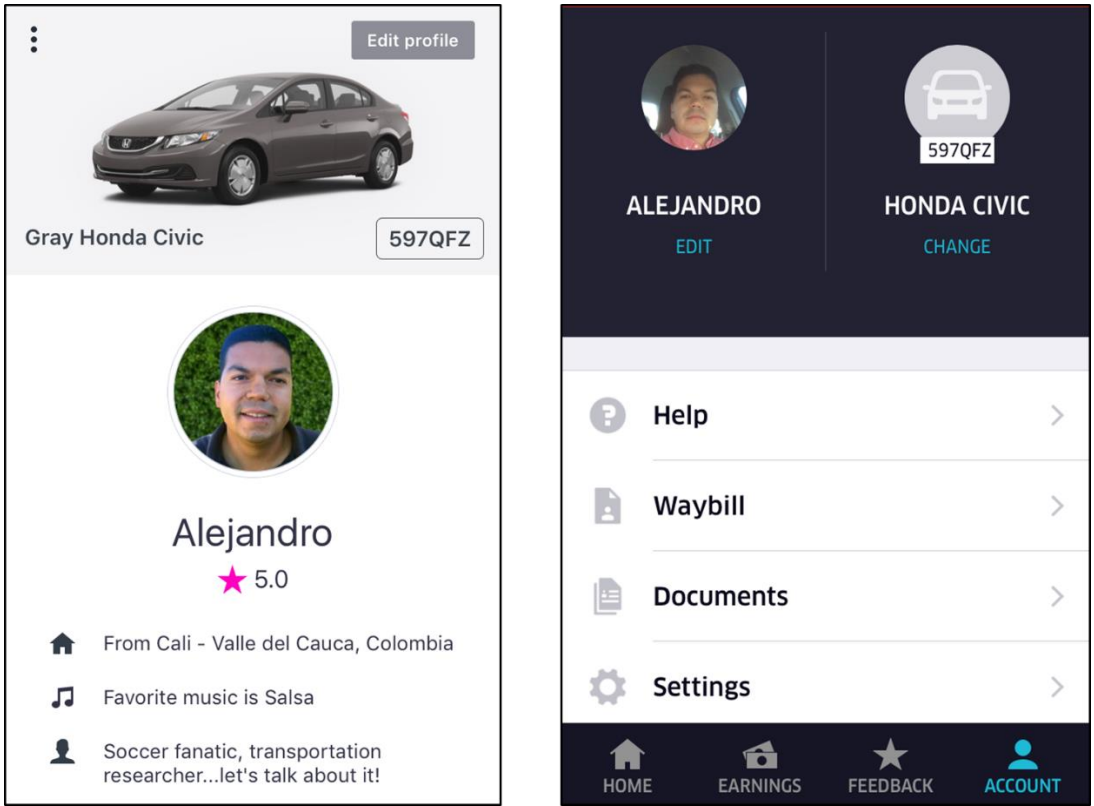 Edit profile
Gray Honda Civic
597QFZ
Alejandro
5.0
From Cali - Valle del Cauca, Colombia
Favorite music is Salsa
Soccer fanatic, transportation
researcher...let's talk about it!
597QFZ
ALEJANDRO
HONDA CIVIC
EDIT
CHANGE
Help
Waybill
Documents
Settings
HOME
EARNINGS
FEEDBACK
ACCOUNT